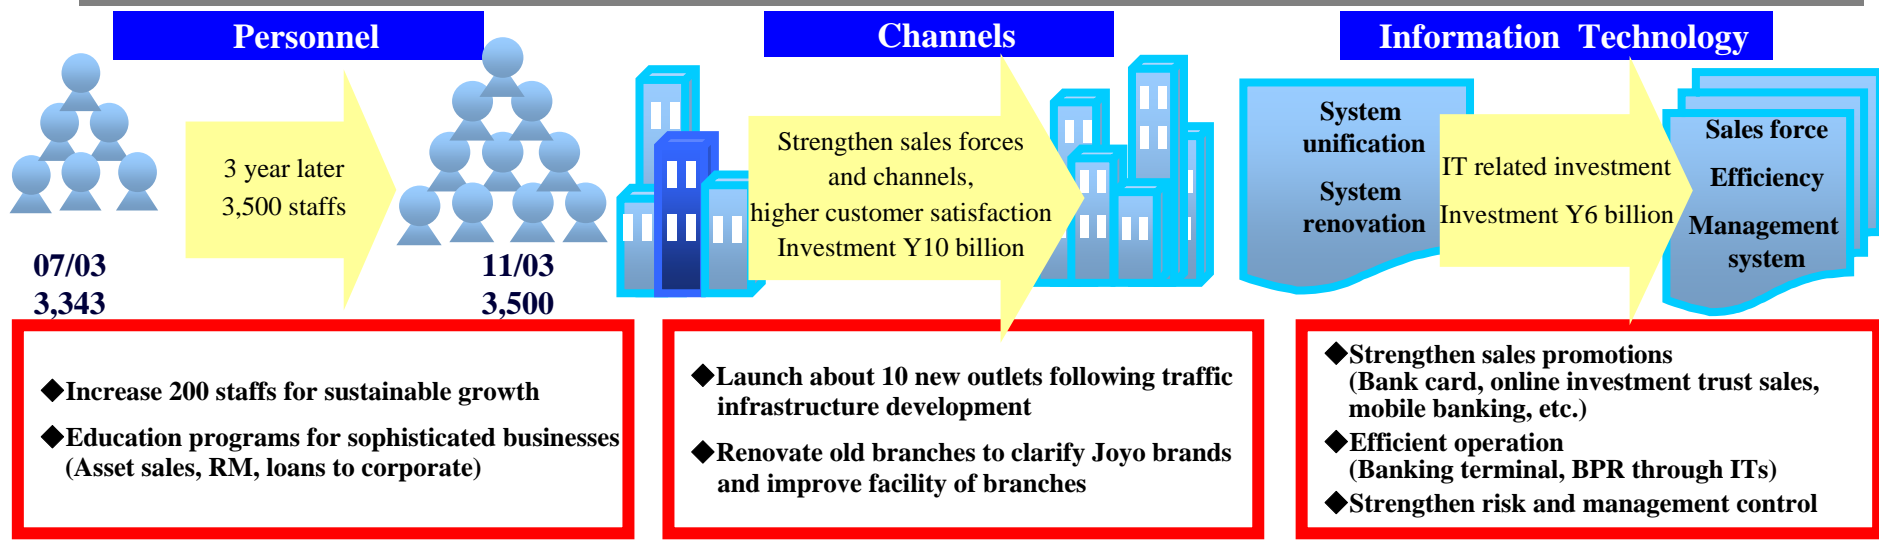 Personnel
3 year later
3,500 staffs
07/03
3,343
11/03
3,500
◆Increase 200 staffs for sustainable growth
◆Education programs for sophisticated businesses
(Asset sales, RM, loans to corporate)
Channels
Strengthen sales forces
and channels,
higher customer satisfaction
Investment Y10 billion
◆Launch about 10 new outlets following traffic
infrastructure development
◆Renovate old branches to clarify Joyo brands
and improve facility of branches
Information Technology
System
unification
System
renovation
IT related investment
Investment Y6 billion
Sales force
Efficiency
Management
system
◆Strengthen sales promotions
(Bank card, online investment trust sales,
mobile banking, etc.)
◆Efficient operation
(Banking terminal, BPR through ITs)
◆Strengthen risk and management control